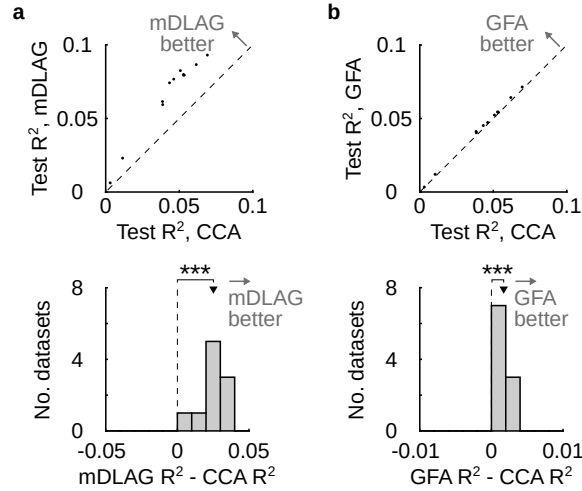 a
mDLAG
better
0.1
0.05
0
Test R², mDLAG
0
0.05
0.1
Test R², CCA
b
GFA
better
0.1
0.05
0
Test R², GFA
0
0.05
0.1
Test R², CCA
***
mDLAG
better
8
4
0
No. datasets
-0.05
0
0.05
mDLAG R² - CCA R²
***
GFA
better
8
4
0
No. datasets
-0.01
0
0.01
GFA R² - CCA R²